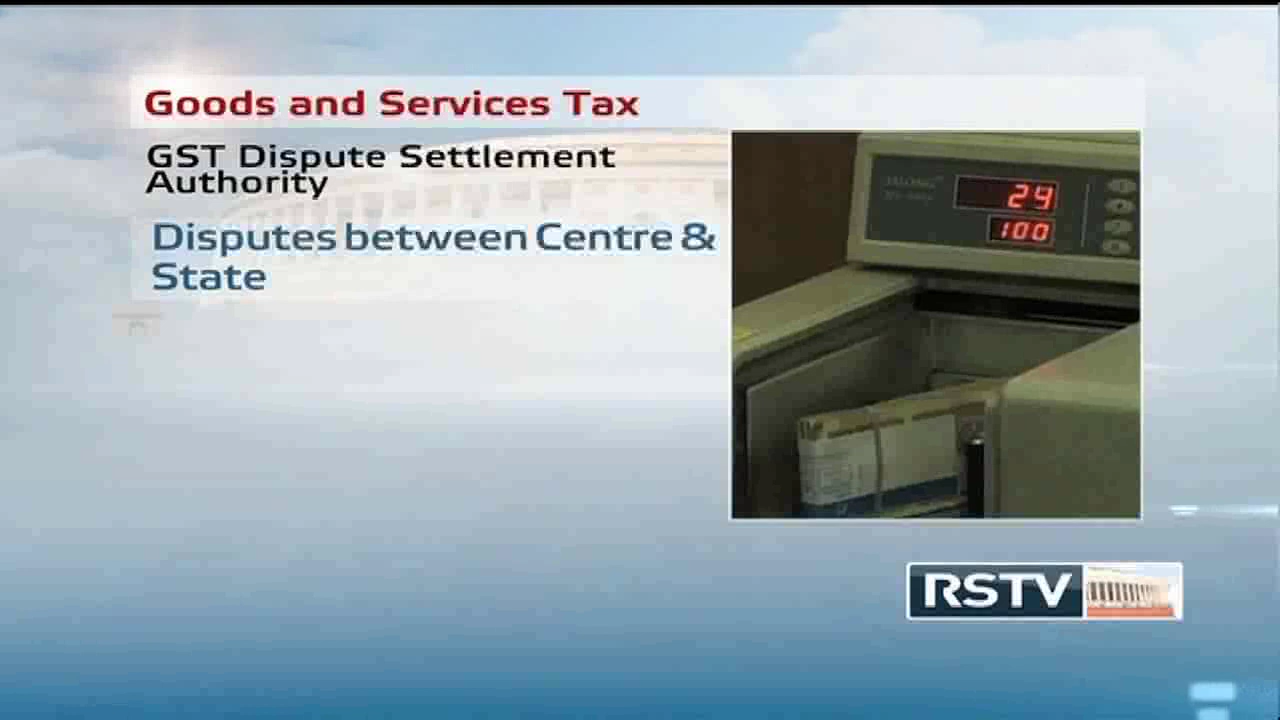 Goods and Services Tax
GST Dispute Settlement
Authority
Disputes between Centre &
State
24
100
RSTV